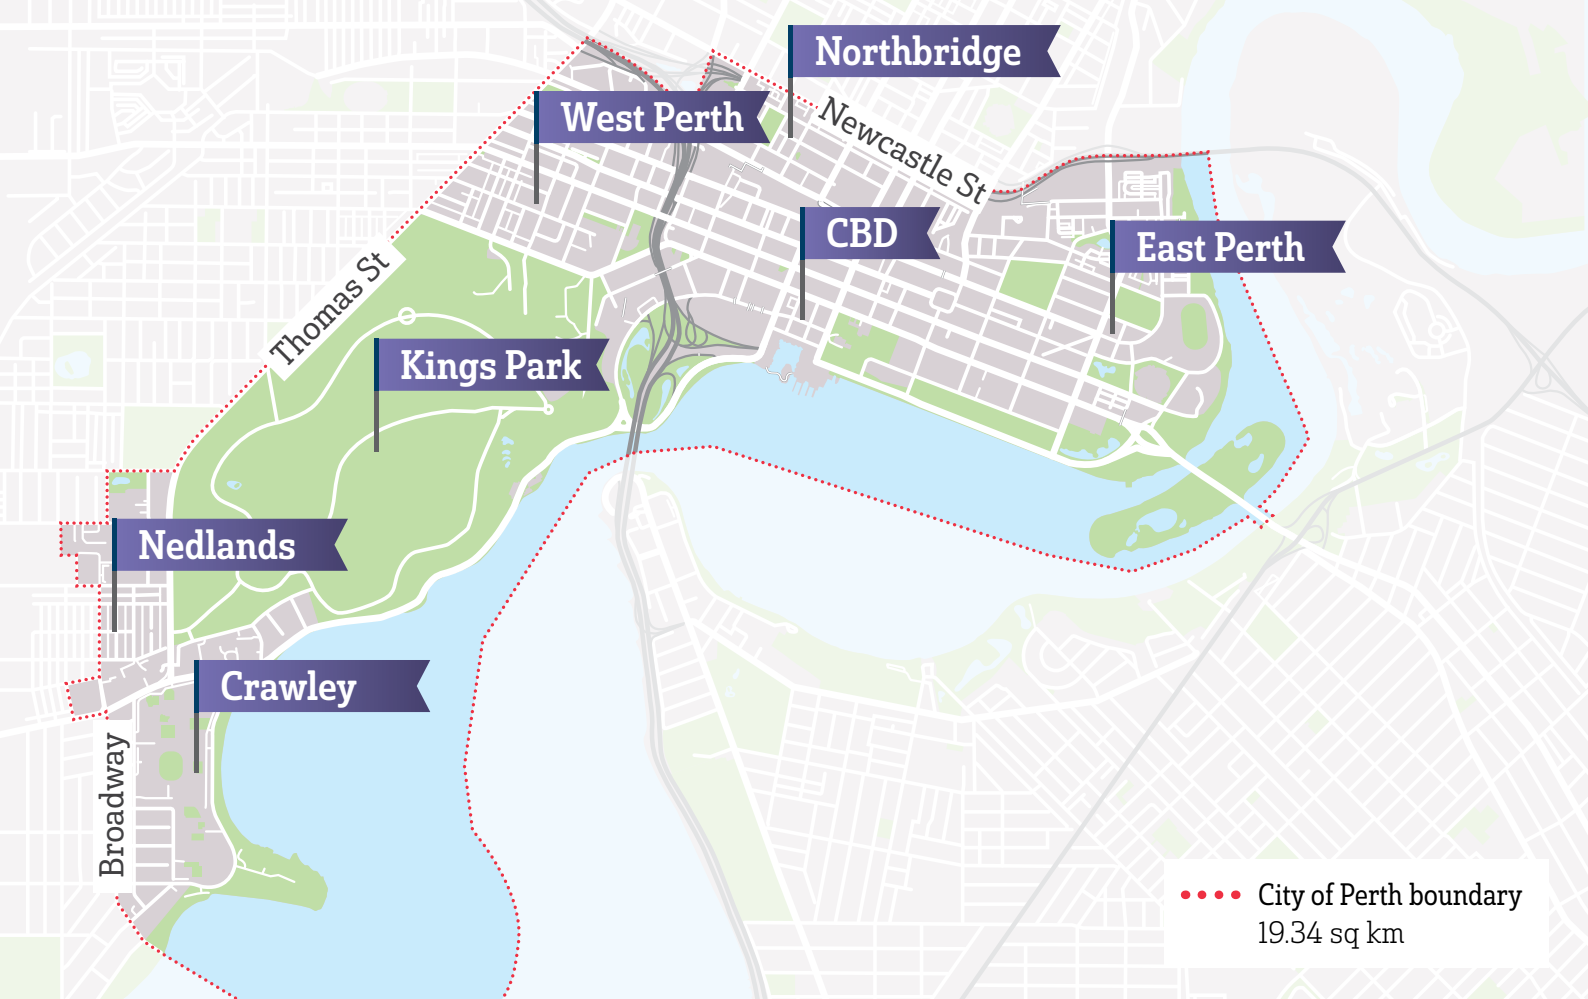 Northbridge
West Perth
Newcastle St
CBD
East Perth
Thomas St
Kings Park
Nedlands
Crawley
Broadway
City of Perth boundary
19.34 sq km